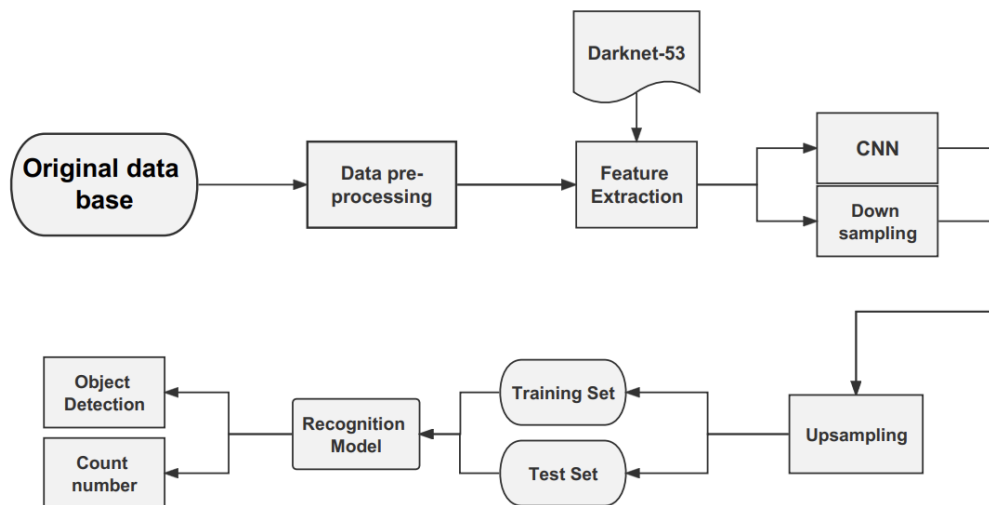 Darknet-53
Original data
base
Data pre-
processing
Feature
Extraction
CNN
Down
sampling
Object
Detection
Count
number
Recognition
Model
Training Set
Test Set
Upsampling